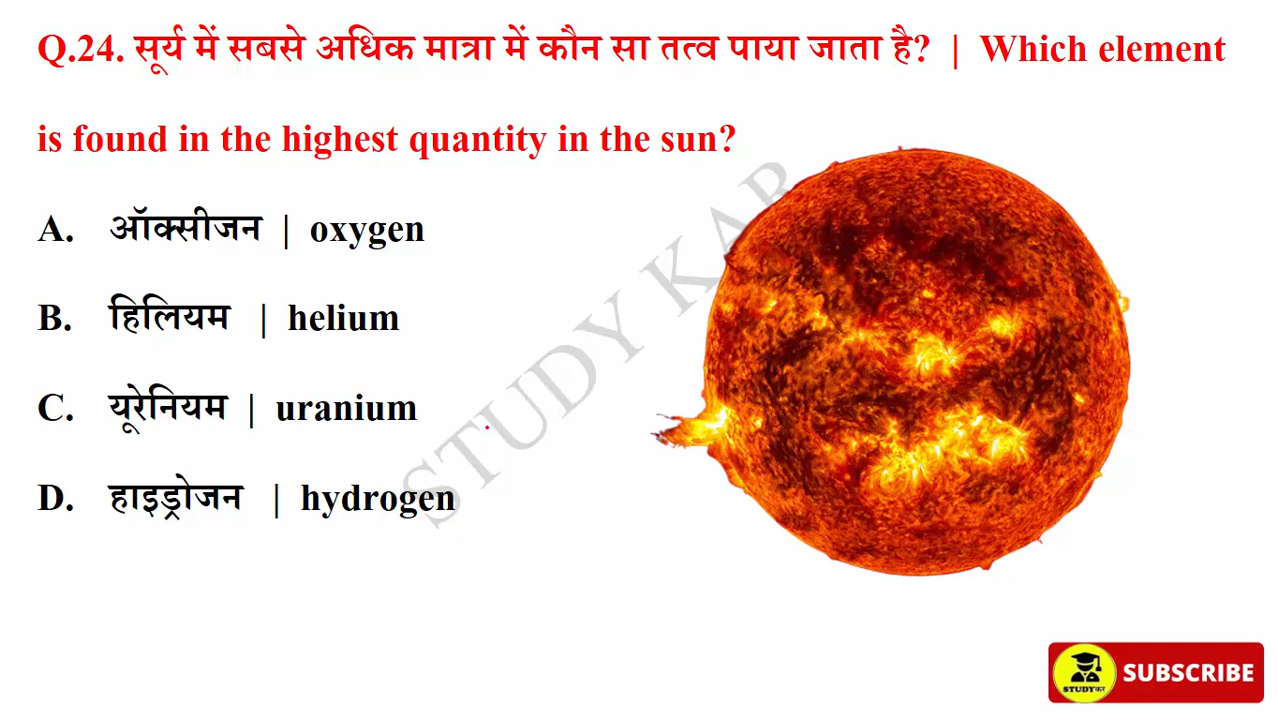 Q.24. सूर्य में सबसे अधिक मात्रा में कौन सा तत्व पाया जाता है? | Which element
is found in the highest quantity in the sun?
A. ऑक्सीजन | oxygen
B. हिलियम | helium
C. यूरेनियम | uranium
D. हाइड्रोजन | hydrogen
STUDY KAR
STUDYकर
SUBSCRIBE